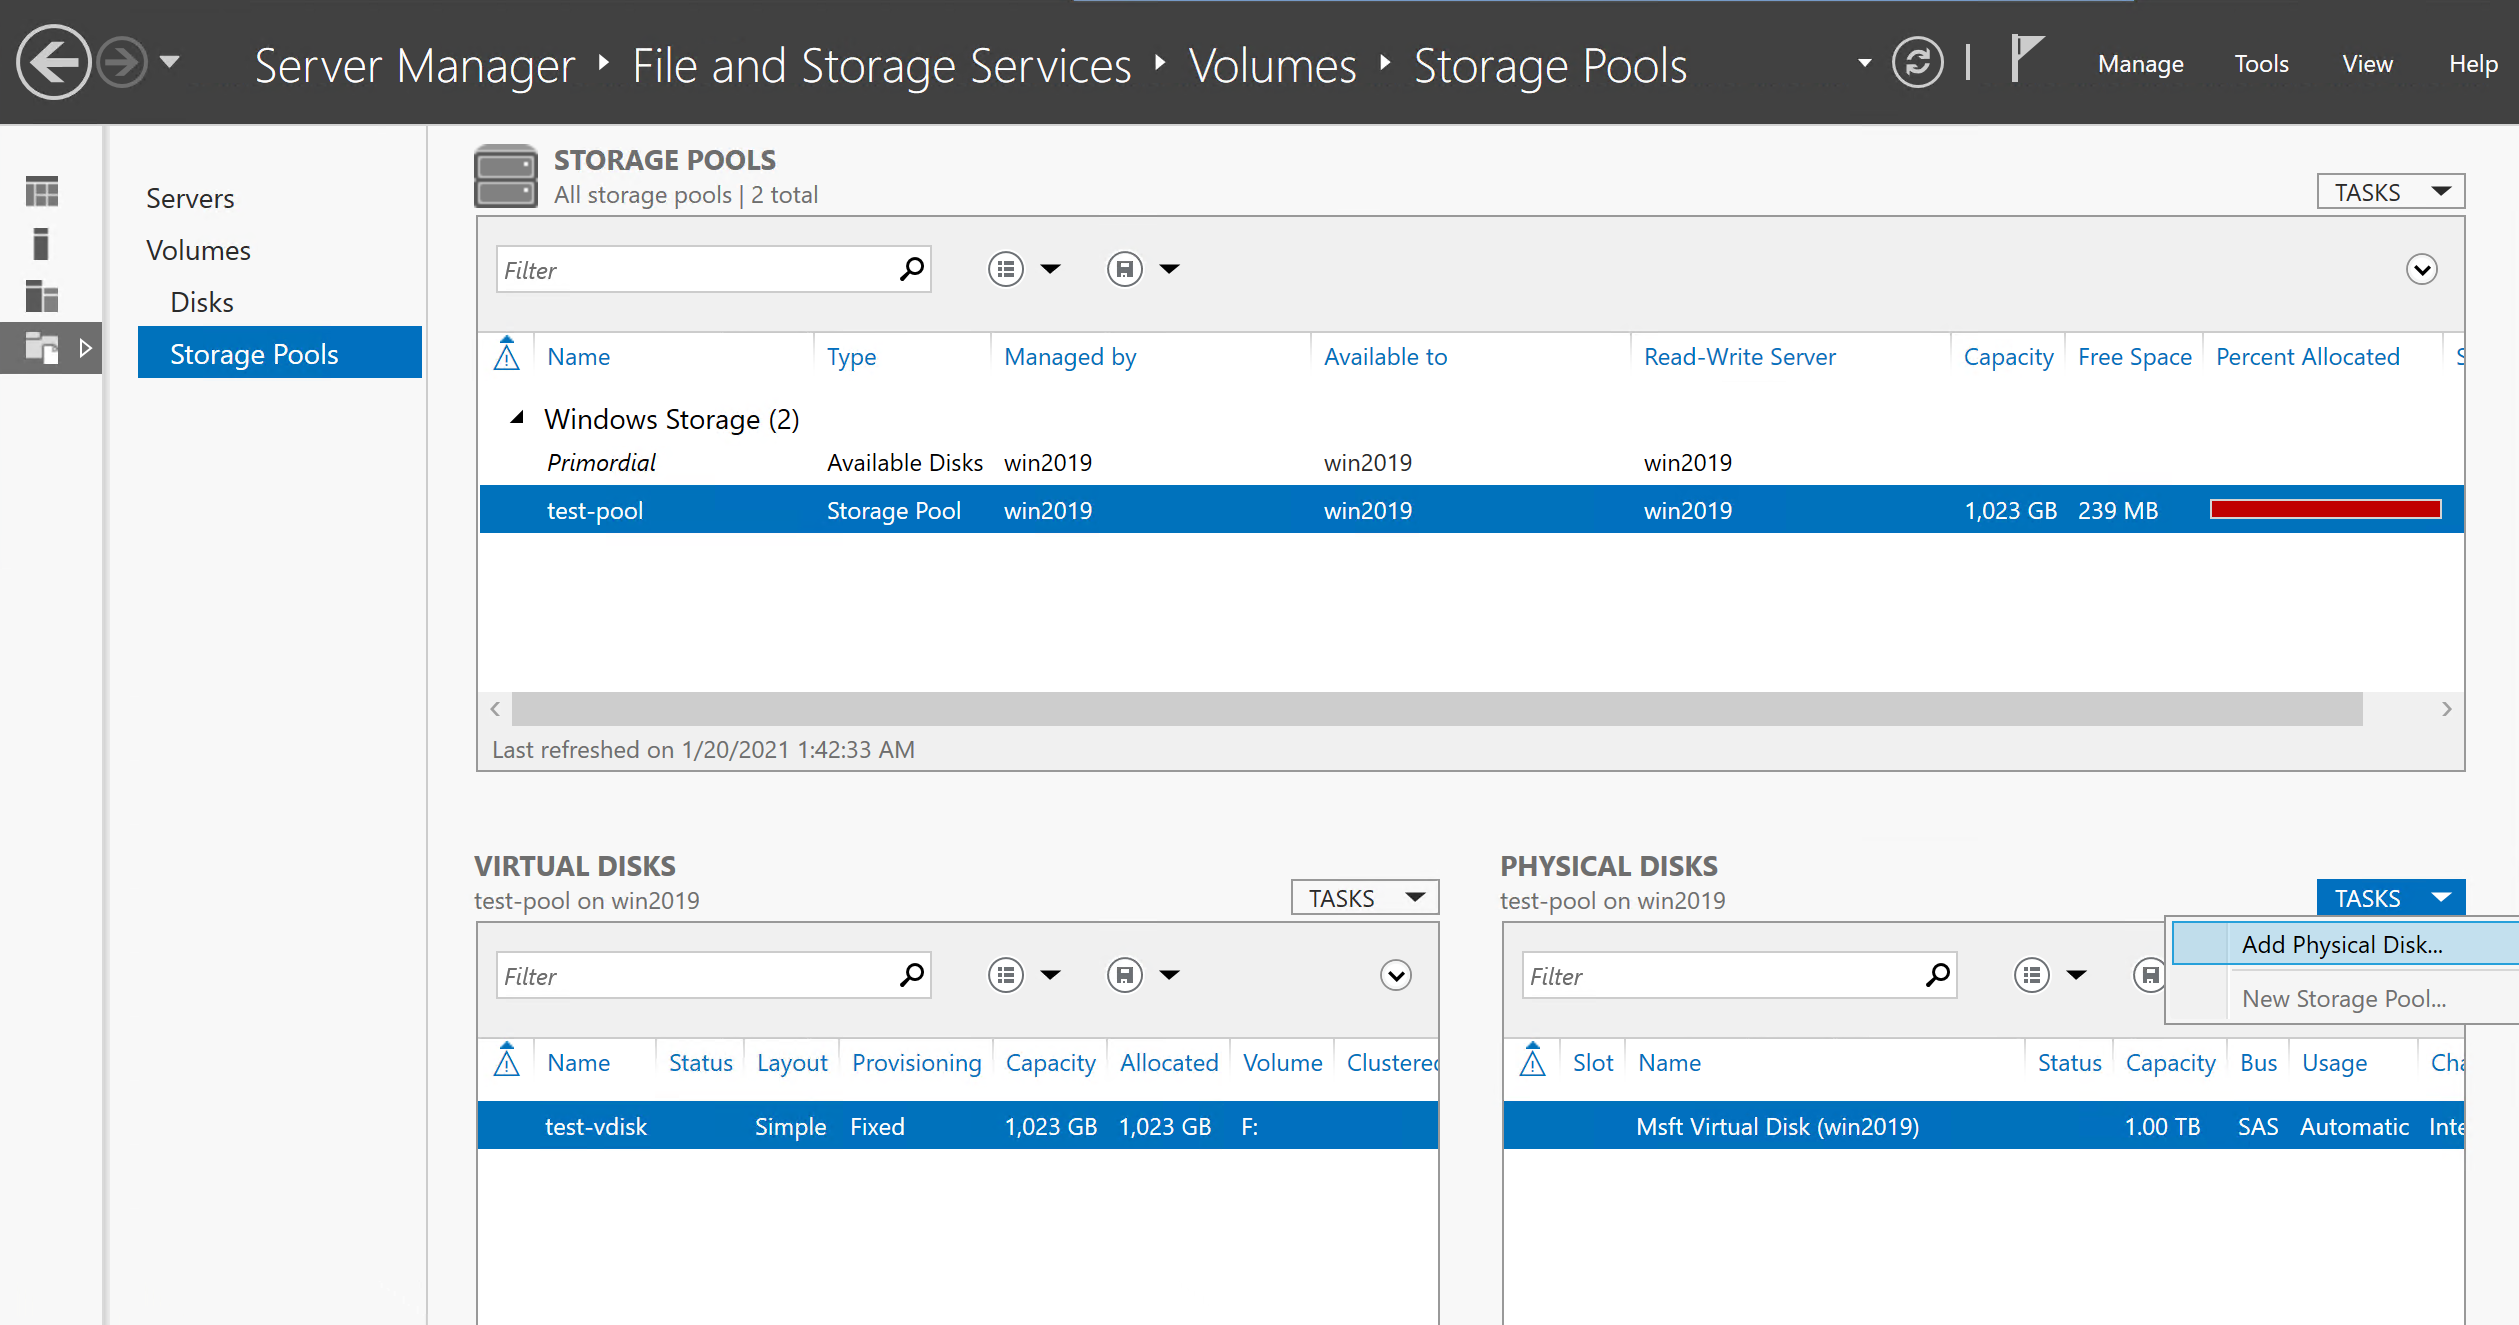 Server Manager ▸ File and Storage Services ▸ Volumes ▸ Storage Pools
Manage Tools View Help
Servers
Volumes
Disks
Storage Pools
STORAGE POOLS
All storage pools | 2 total
TASKS
Filter
Name Type Managed by Available to Read-Write Server Capacity Free Space Percent Allocated S
Windows Storage (2)
Primordial Available Disks win2019 win2019 win2019
test-pool Storage Pool win2019 win2019 win2019 1,023 GB 239 MB
Last refreshed on 1/20/2021 1:42:33 AM
VIRTUAL DISKS
test-pool on win2019
TASKS
Filter
Name Status Layout Provisioning Capacity Allocated Volume Clustered
test-vdisk Simple Fixed 1,023 GB 1,023 GB F:
PHYSICAL DISKS
test-pool on win2019
TASKS
Add Physical Disk...
New Storage Pool...
Filter
Slot Name Status Capacity Bus Usage Cha
Msft Virtual Disk (win2019) 1.00 TB SAS Automatic Inte